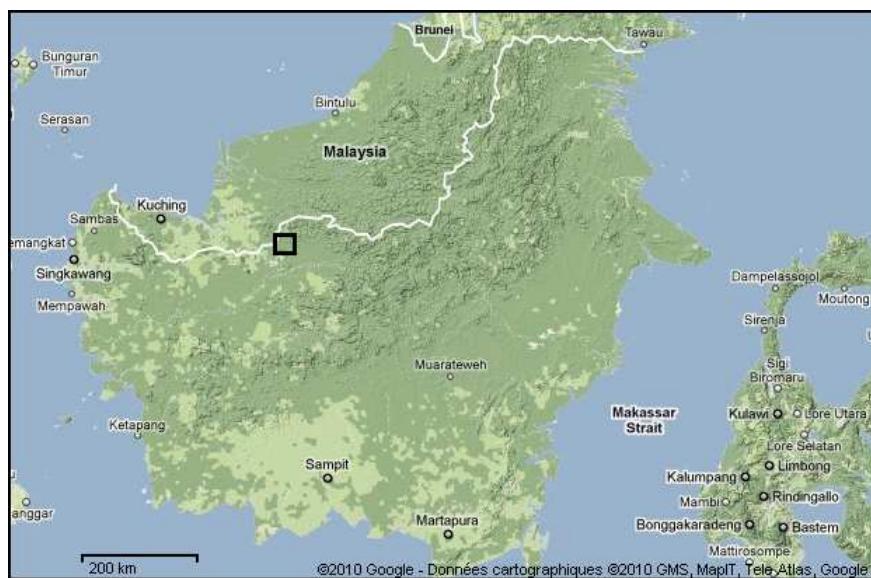 Brunei
Tawau
Bunguran
Timur
Bintulu
Serasan
Malaysia
Kuching
Sambas
emangkat
Singkawang
Mempawah
Dampelassojol
Moutong
Sirenja
Sigi
Biromaru
Muarateweh
Kulawi
Lore Utara
Makassar
Strait
Ketapang
Lore Selatan
Limbong
Sampit
Kalumpang
Rindingallo
Mambi
anggar
Martapura
Bonggakaradeng
Bastem
Mattirosompe
200 km
©2010 Google - Données cartographiques ©2010 GMS, MapIT, Tele Atlas, Google